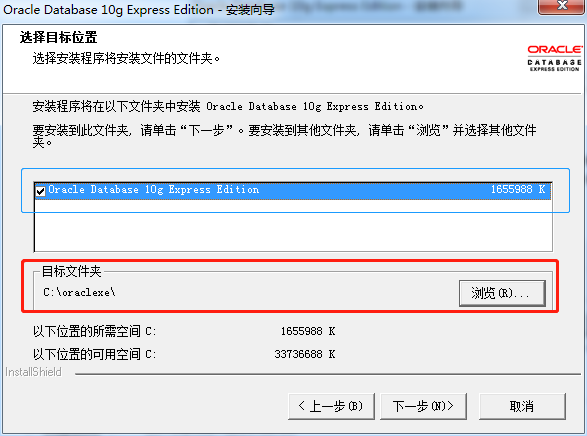 Oracle Database 10g Express Edition - 安装向导
选择目标位置
选择安装程序将安装文件的文件夹。
ORACLE
DATABASE
EXPRESS EDITION
安装程序将在以下文件夹中安装 Oracle Database 10g Express Edition。
要安装到此文件夹，请单击“下一步”。要安装到其他文件夹，请单击“浏览”并选择其他文件
夹。
Oracle Database 10g Express Edition 1655988 K
目标文件夹
C:\oraclexe\
浏览(R)...
以下位置的所需空间 C: 1655988 K
以下位置的可用空间 C: 33736688 K
InstallShield
< 上一步(B) 下一步(N)> 取消